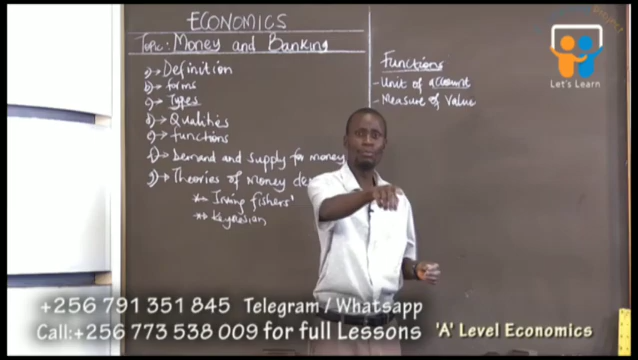 ECONOMICS
Topic: Money and Banking
a) Definition
b) forms
c) Types
d) Qualities
e) functions
f) Demand and supply for money
g) Theories of Money de
** Irving fishers'
** Keynesian
Functions
- Unit of account
- Measure of Value
project
Let's Learn
+256 791 351 845 Telegram / Whatsapp
Call:+256 773 538 009 for full Lessons 'A' Level Economics